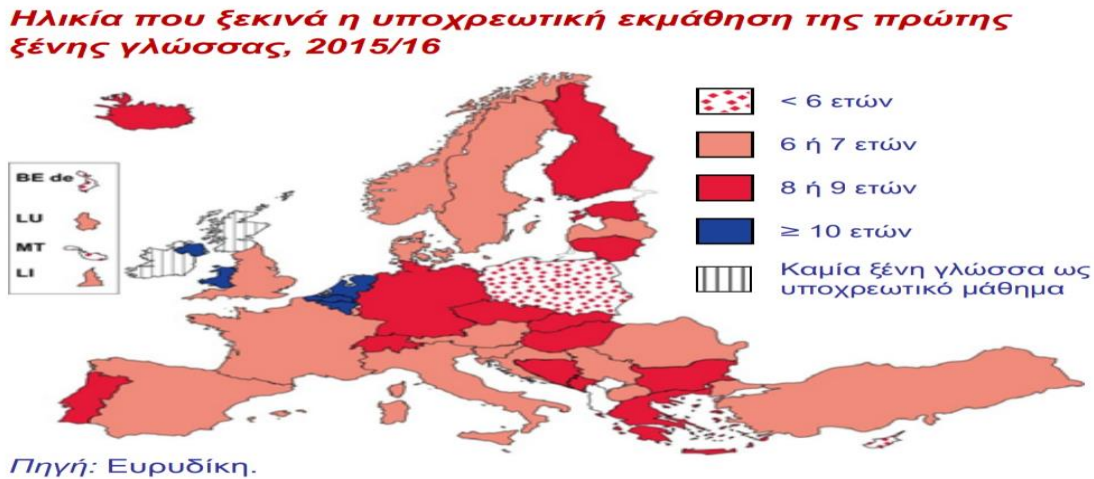 Ηλικία που ξεκινά η υποχρεωτική εκμάθηση της πρώτης
ξένης γλώσσας, 2015/16
< 6 ετών
6 ή 7 ετών
8 ή 9 ετών
≥ 10 ετών
Καμία ξένη γλώσσα ως
υποχρεωτικό μάθημα
BE de
LU
MT
LI
Πηγή: Ευρυδίκη.